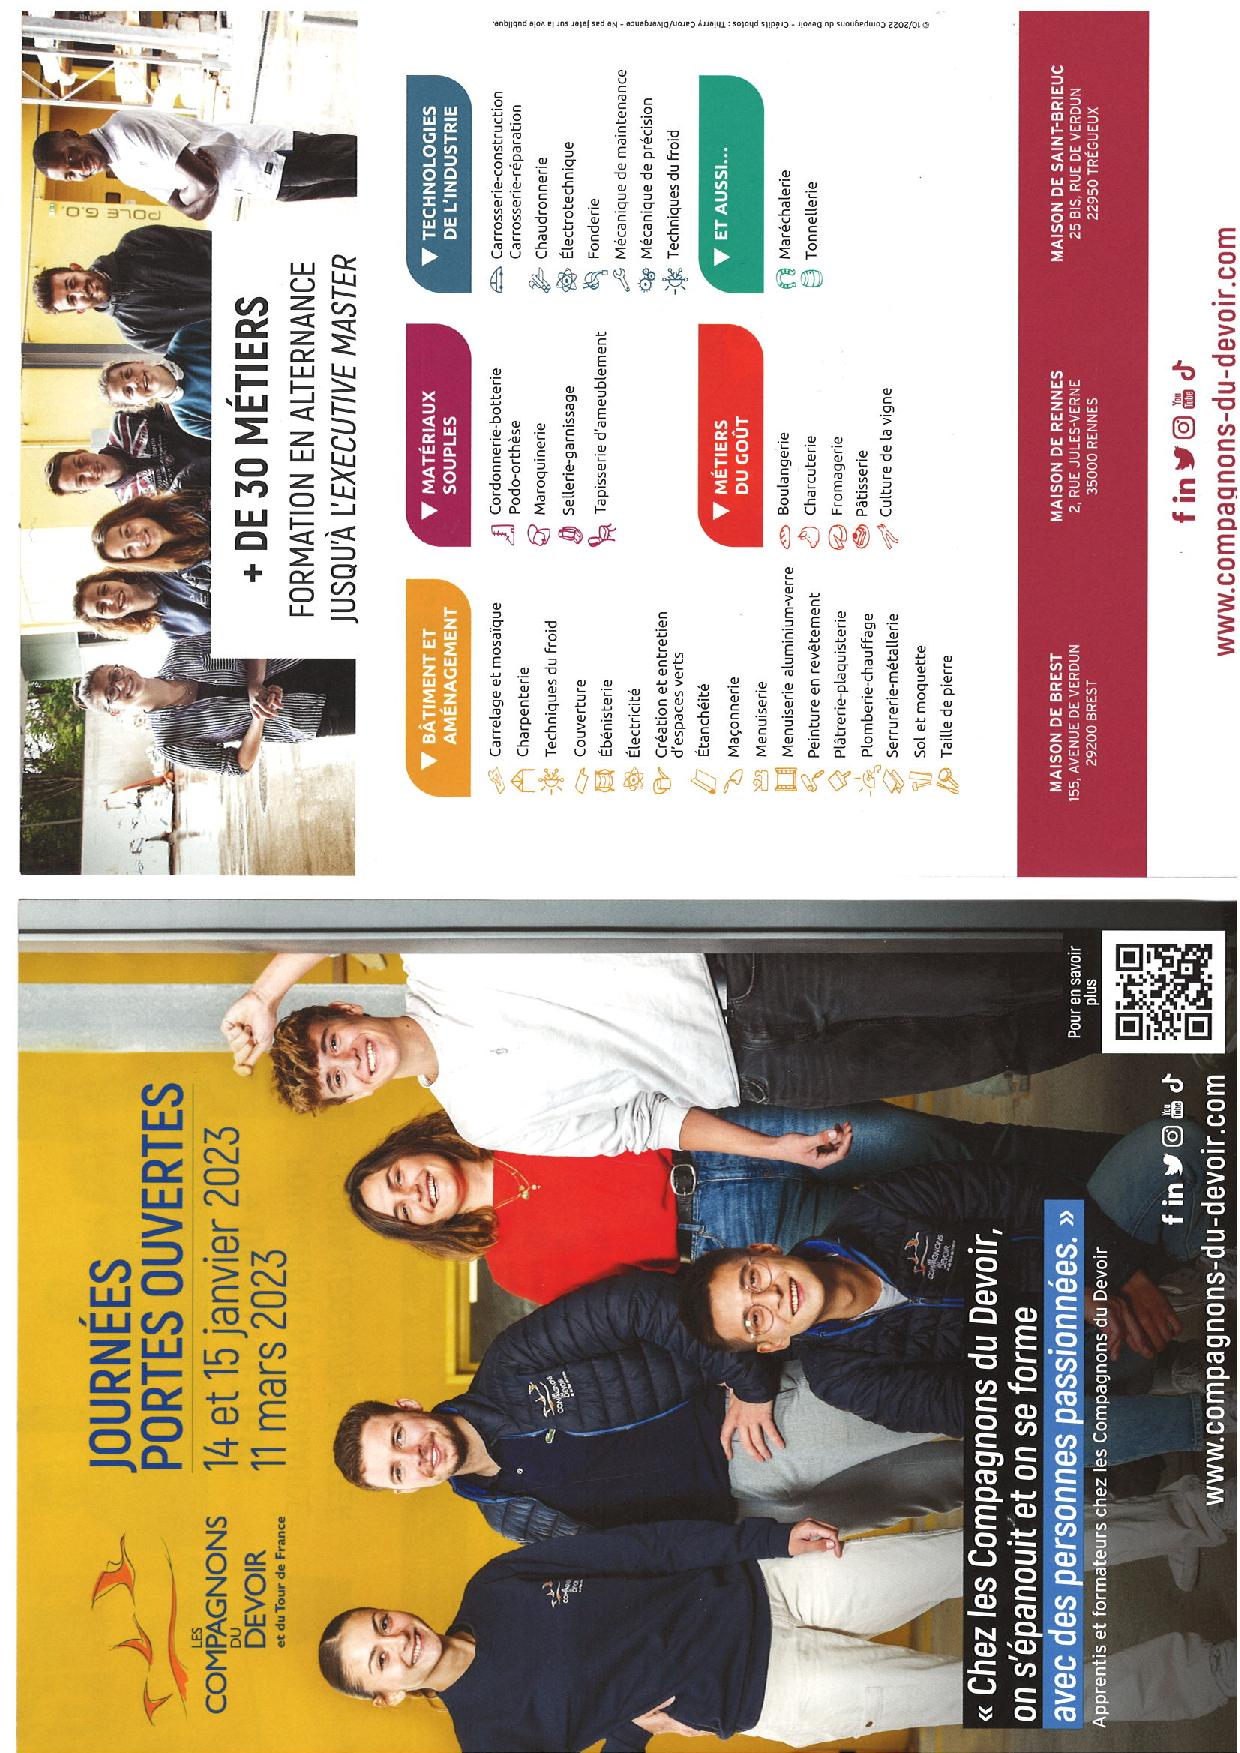 JOURNÉES
PORTES OUVERTES
14 et 15 janvier 2023
11 mars 2023
LES
COMPAGNONS
DU
DEVOIR
et du Tour de France
« Chez les Compagnons du Devoir,
on s'épanouit et on se forme
avec des personnes passionnées. »
Apprentis et formateurs chez les Compagnons du Devoir
Pour en savoir
plus
www.compagnons-du-devoir.com
POLE G.O.
+ DE 30 MÉTIERS
FORMATION EN ALTERNANCE
JUSQU'À L'EXECUTIVE MASTER
BÂTIMENT ET
AMÉNAGEMENT
Carrelage et mosaïque
Charpenterie
Techniques du froid
Couverture
Ébénisterie
Électricité
Création et entretien
d'espaces verts
Étanchéité
Maçonnerie
Menuiserie
Menuiserie aluminium-verre
Peinture en revêtement
Plâtrerie-plaquisterie
Plomberie-chauffage
Serrurerie-métallerie
Sol et moquette
Taille de pierre
MATÉRIAUX
SOUPLES
Cordonnerie-botterie
Podo-orthèse
Maroquinerie
Sellerie-garnissage
Tapisserie d'ameublement
MÉTIERS
DU GOÛT
Boulangerie
Charcuterie
Fromagerie
Pâtisserie
Culture de la vigne
TECHNOLOGIES
DE L'INDUSTRIE
Carrosserie-construction
Carrosserie-réparation
Chaudronnerie
Électrotechnique
Fonderie
Mécanique de maintenance
Mécanique de précision
Techniques du froid
ET AUSSI...
Maréchalerie
Tonnellerie
© 10/2022 Compagnons du Devoir - Crédits photos : Thierry Caron/Divergence - Ne pas jeter sur la voie publique.
MAISON DE BREST
155, AVENUE DE VERDUN
29200 BREST
MAISON DE RENNES
2, RUE JULES-VERNE
35000 RENNES
MAISON DE SAINT-BRIEUC
25 BIS, RUE DE VERDUN
22950 TRÉGUEUX
www.compagnons-du-devoir.com